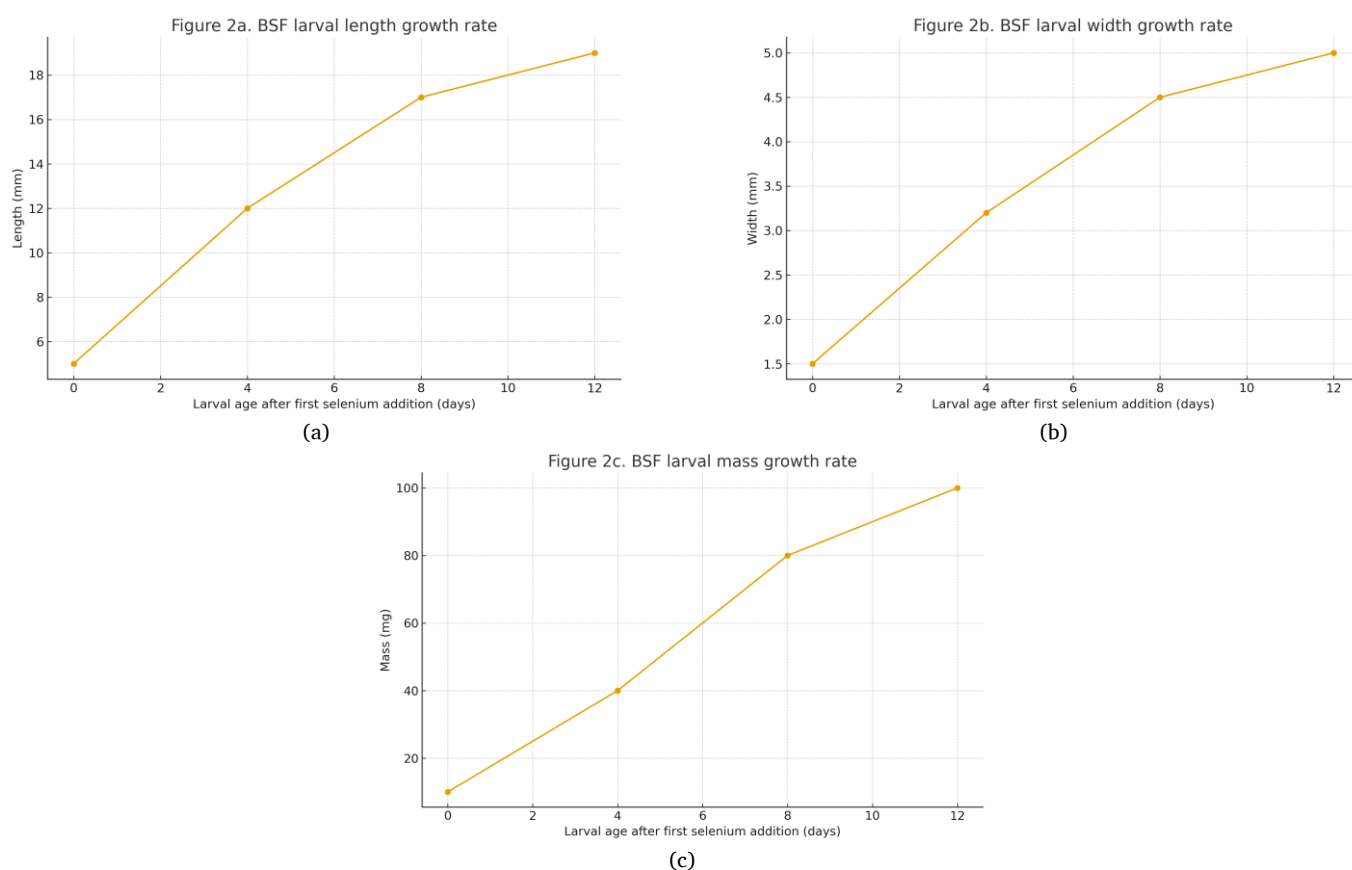 Figure 2a. BSF larval length growth rate
18
16
14
12
10
8
6
Length (mm)
0 2 4 6 8 10 12
Larval age after first selenium addition (days)
(a)
Figure 2b. BSF larval width growth rate
5.0
4.5
4.0
3.5
3.0
2.5
2.0
1.5
Width (mm)
0 2 4 6 8 10 12
Larval age after first selenium addition (days)
(b)
Figure 2c. BSF larval mass growth rate
100
80
60
40
20
Mass (mg)
0 2 4 6 8 10 12
Larval age after first selenium addition (days)
(c)